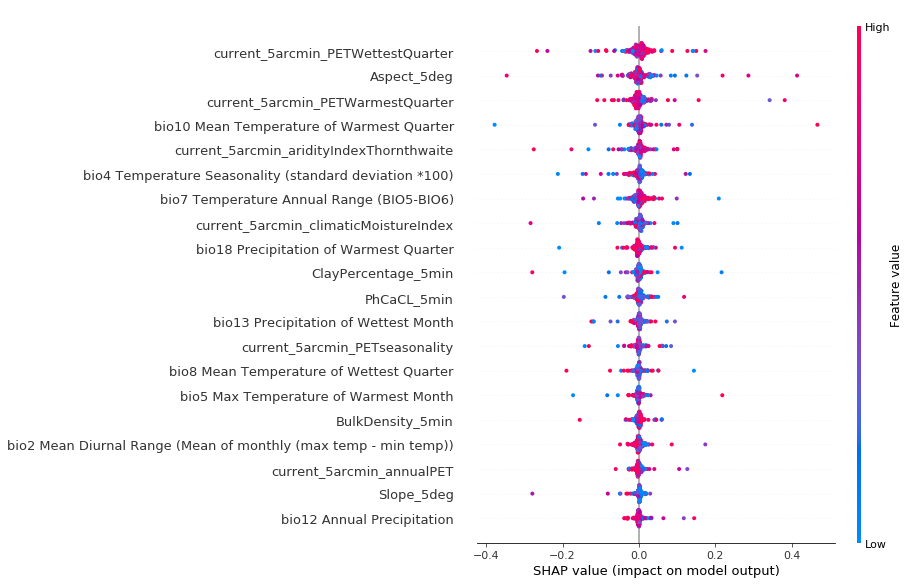 High
current_5arcmin_PETWettestQuarter
Aspect_5deg
current_5arcmin_PETWarmestQuarter
bio10 Mean Temperature of Warmest Quarter
current_5arcmin_aridityIndexThornthwaite
bio4 Temperature Seasonality (standard deviation *100)
bio7 Temperature Annual Range (BIO5-BIO6)
current_5arcmin_climaticMoistureIndex
bio18 Precipitation of Warmest Quarter
ClayPercentage_5min
PhCaCL_5min
bio13 Precipitation of Wettest Month
current_5arcmin_PETseasonality
bio8 Mean Temperature of Wettest Quarter
bio5 Max Temperature of Warmest Month
BulkDensity_5min
bio2 Mean Diurnal Range (Mean of monthly (max temp - min temp))
current_5arcmin_annualPET
Slope_5deg
bio12 Annual Precipitation
Feature value
Low
−0.4 −0.2 0.0 0.2 0.4
SHAP value (impact on model output)